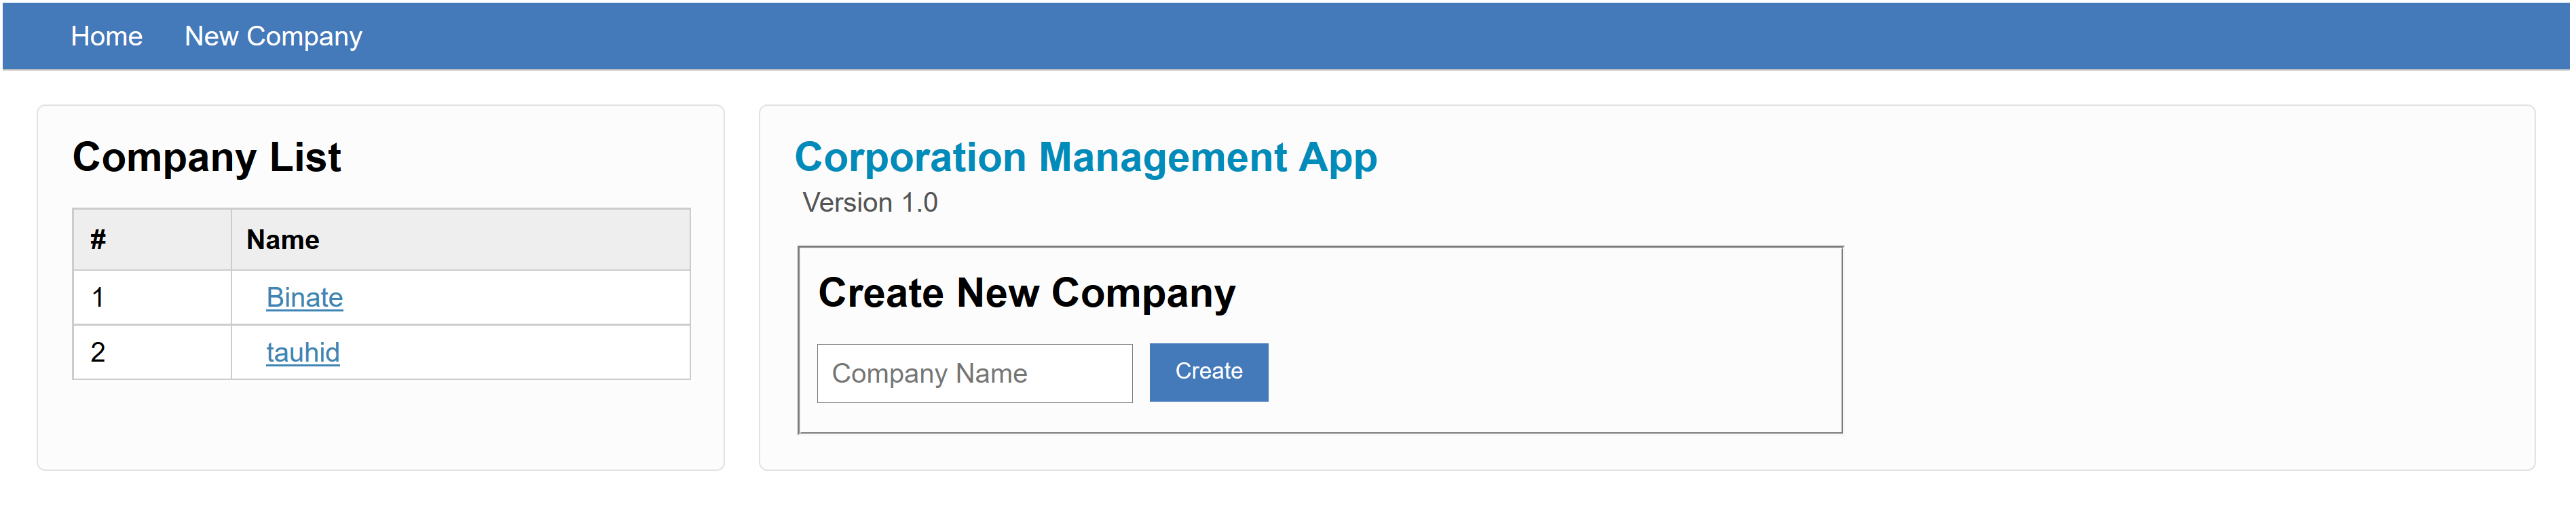 Home New Company
Company List
# Name
1 Binate
2 tauhid
Corporation Management App
Version 1.0
Create New Company
Company Name Create